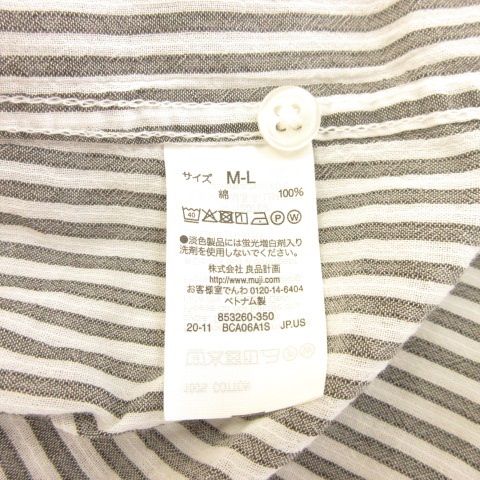 サイズ M-L
綿 100%
40 P W
●淡色製品には蛍光増白剤入り
洗剤を使用しないでください。
株式会社 良品計画
http://www.muji.com/
お客様室でんわ 0120-14-6404
ベトナム製
853260-350
20-11 BCA06A1S JP.US